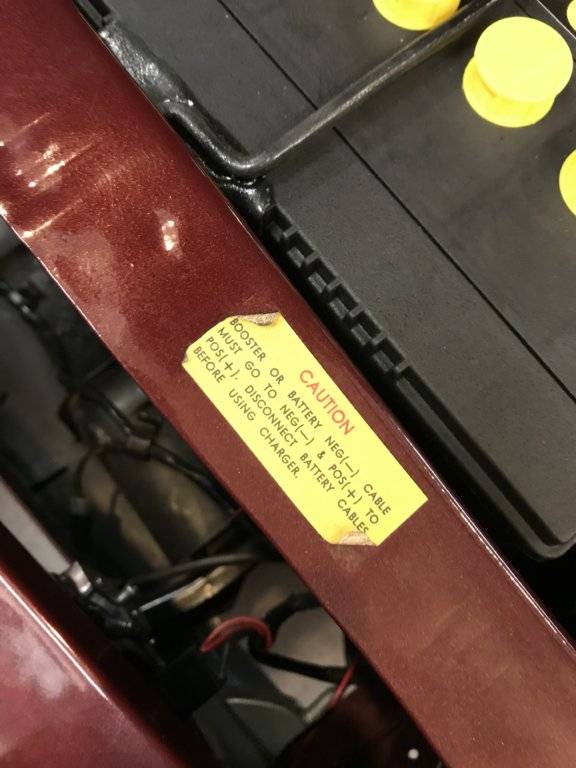 CAUTION
BOOSTER OR BATTERY NEG(—) CABLE
MUST GO TO NEG(—) & POS(+) TO
POS(+). DISCONNECT BATTERY CABLES
BEFORE USING CHARGER.